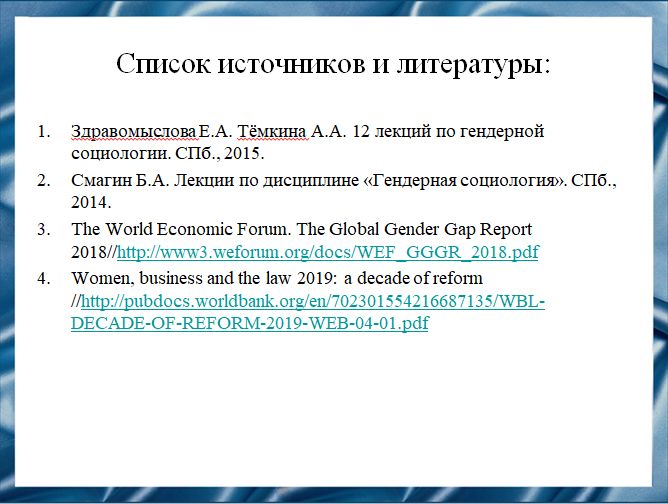 Список источников и литературы:
1. Здравомыслова Е.А. Тёмкина А.А. 12 лекций по гендерной
социологии. СПб., 2015.
2. Смагин Б.А. Лекции по дисциплине «Гендерная социология». СПб.,
2014.
3. The World Economic Forum. The Global Gender Gap Report
2018//http://www3.weforum.org/docs/WEF_GGGR_2018.pdf
4. Women, business and the law 2019: a decade of reform
//http://pubdocs.worldbank.org/en/702301554216687135/WBL-
DECADE-OF-REFORM-2019-WEB-04-01.pdf